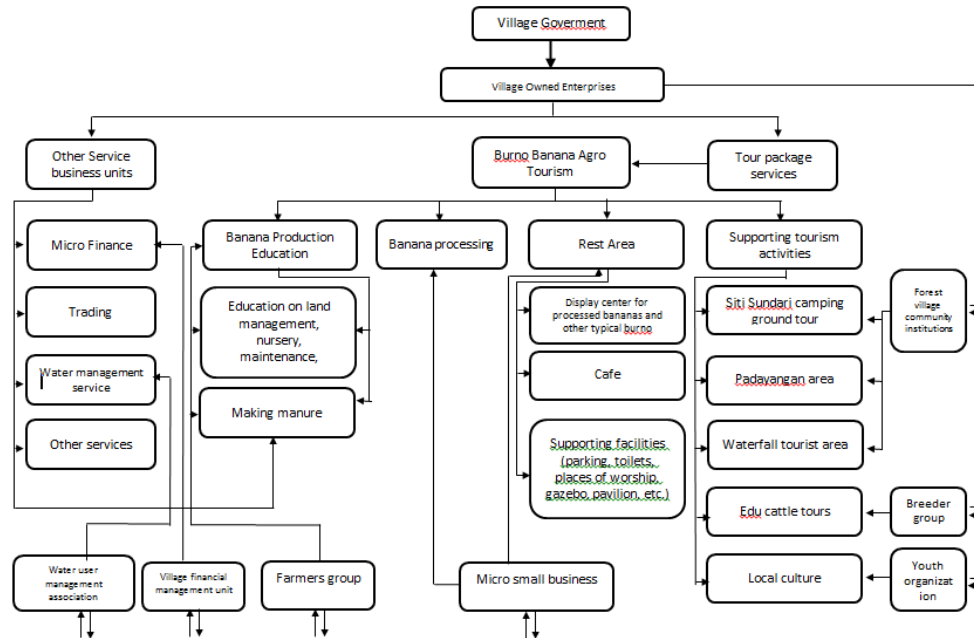 Village Goverment
Village Owned Enterprises
Other Service
business units
Burno Banana Agro
Tourism
Tour package
services
Micro Finance
Banana Production
Education
Banana processing
Rest Area
Supporting tourism
activities
Trading
Education on land
management,
nursery,
maintenance,
Display center for
processed bananas and
other typical burno
Siti Sundari camping
ground tour
Forest
village
community
institutions
Water management
service
Making manure
Cafe
Padayangan area
Other services
Supporting facilities
(parking, toilets,
places of worship,
gazebo, pavilion, etc.)
Waterfall tourist area
Edu cattle tours
Breeder
group
Water user
management
association
Village financial
management unit
Farmers group
Micro small business
Local culture
Youth
organizat
ion